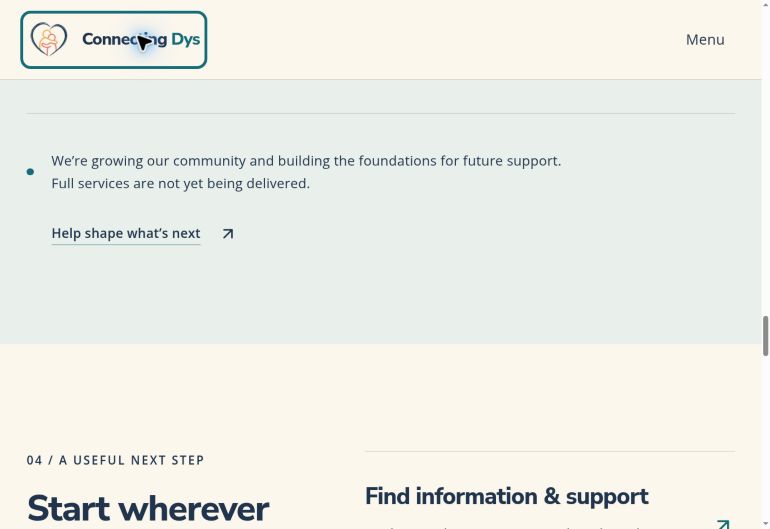 Connecting Dys
Menu
We’re growing our community and building the foundations for future support.
Full services are not yet being delivered.
Help shape what’s next
04 / A USEFUL NEXT STEP
Start wherever
Find information & support